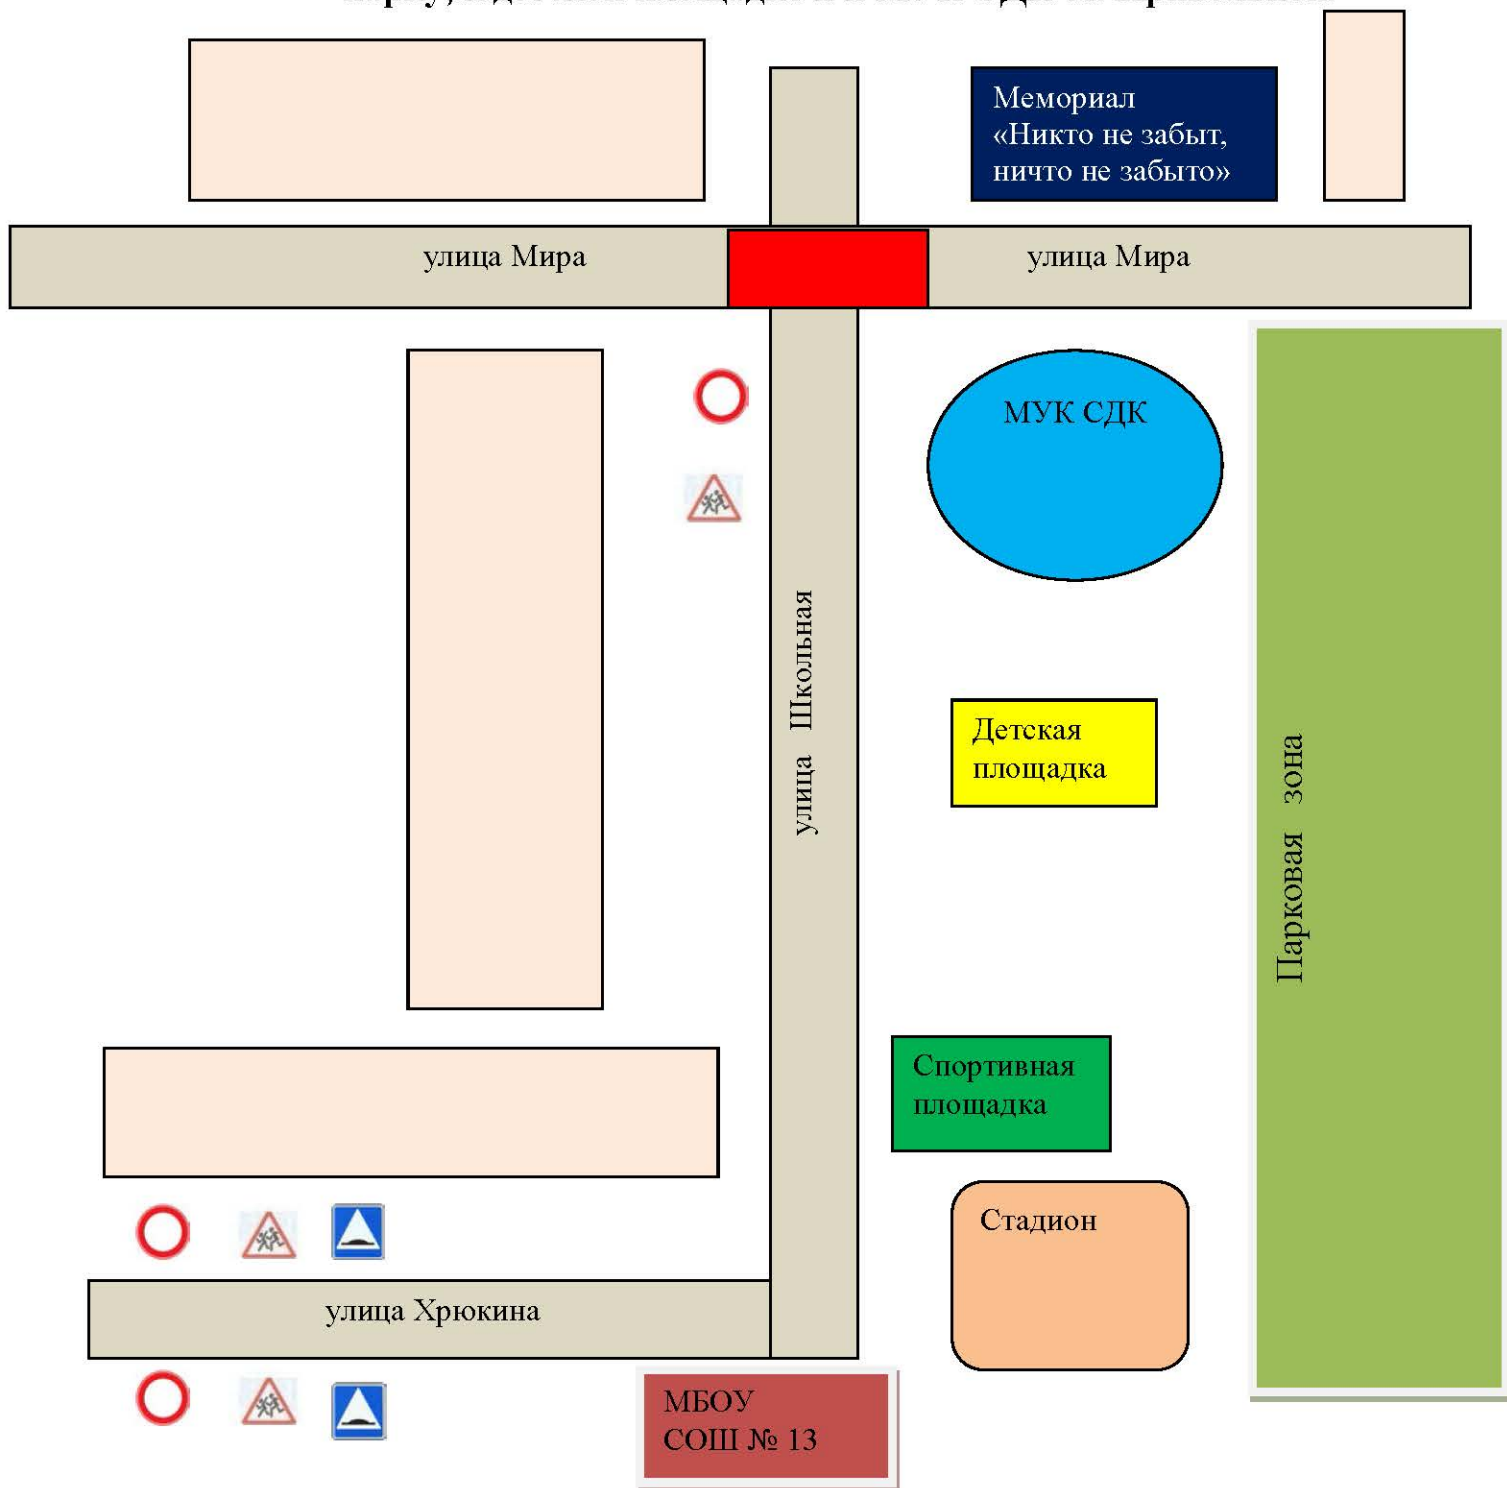 Мемориал
«Никто не забыт,
ничто не забыто»
улица Мира
улица Мира
МУК СДК
улица Школьная
Детская
площадка
Парковая зона
Спортивная
площадка
Стадион
улица Хрюкина
МБОУ
СОШ № 13